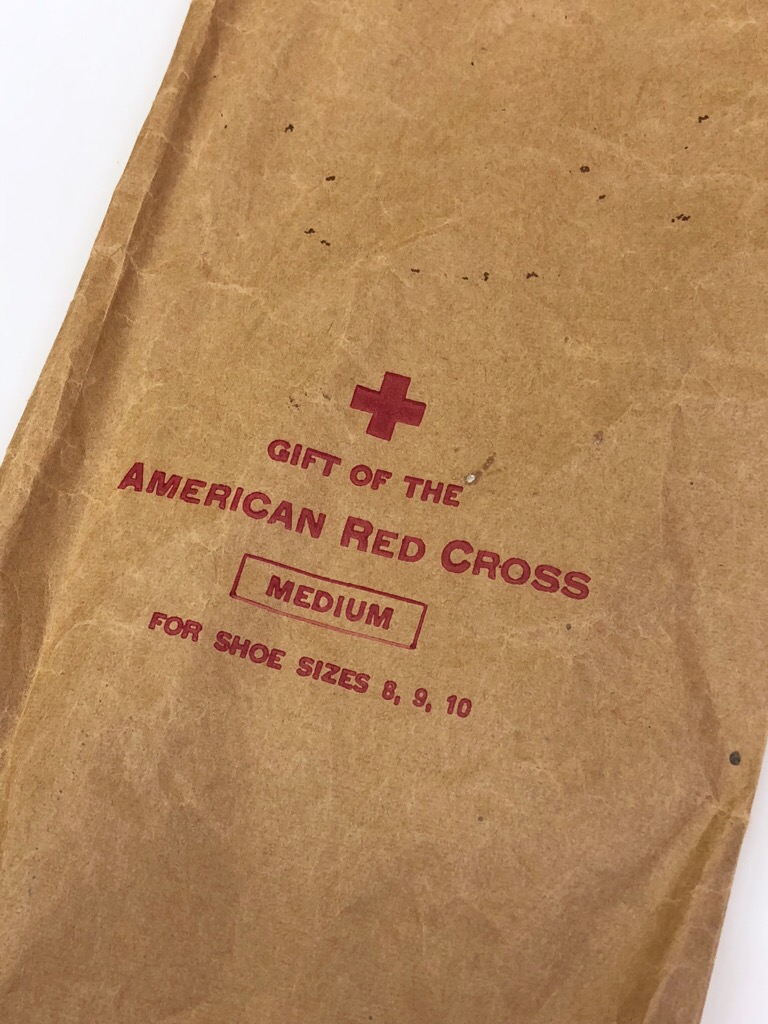 GIFT OF THE
AMERICAN RED CROSS
MEDIUM
FOR SHOE SIZES 8, 9, 10